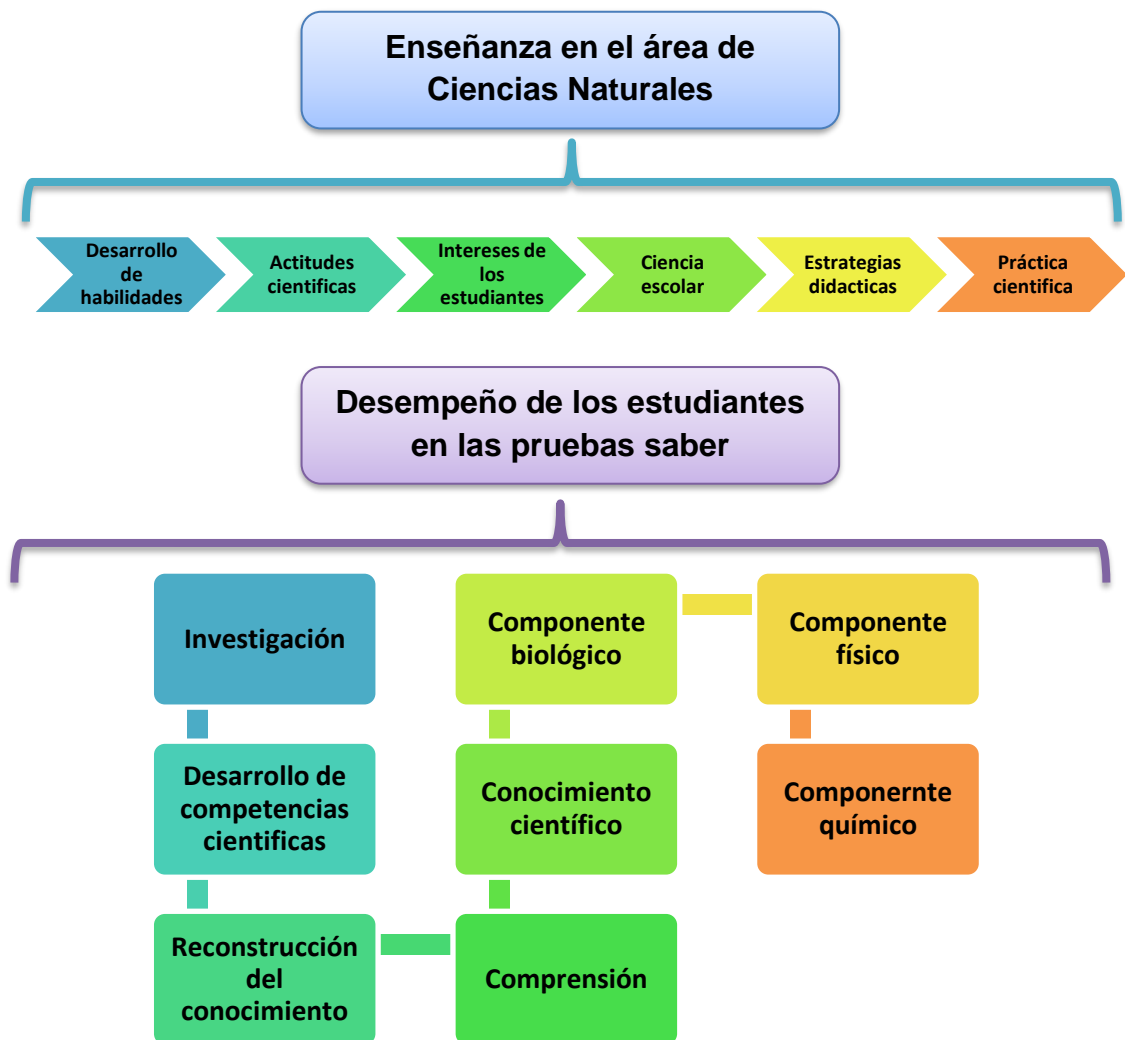 Enseñanza en el área de
Ciencias Naturales
Desarrollo
de
habilidades
Actitudes
cientificas
Intereses de
los
estudiantes
Ciencia
escolar
Estrategias
didacticas
Práctica
cientifica
Desempeño de los estudiantes
en las pruebas saber
Investigación
Desarrollo de
competencias
cientificas
Reconstrucción
del
conocimiento
Comprensión
Conocimiento
científico
Componente
biológico
Componente
físico
Componernte
químico